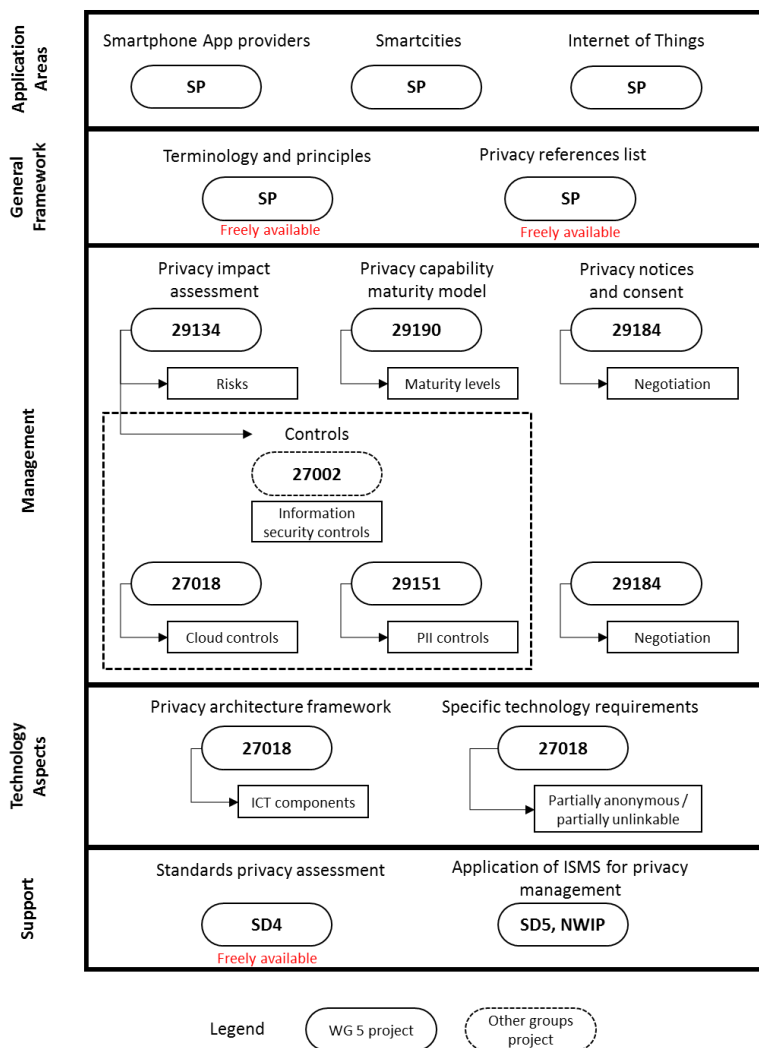 Application
Areas
Smartphone App providers
SP
Smartcities
SP
Internet of Things
SP
General
Framework
Terminology and principles
SP
Freely available
Privacy references list
SP
Freely available
Management
Privacy impact
assessment
29134
Risks
Privacy capability
maturity model
29190
Maturity levels
Privacy notices
and consent
29184
Negotiation
Controls
27002
Information
security controls
27018
Cloud controls
29151
PII controls
29184
Negotiation
Technology
Aspects
Privacy architecture framework
27018
ICT components
Specific technology requirements
27018
Partially anonymous /
partially unlinkable
Support
Standards privacy assessment
SD4
Freely available
Application of ISMS for privacy
management
SD5, NWIP
Legend
WG 5 project
Other groups
project